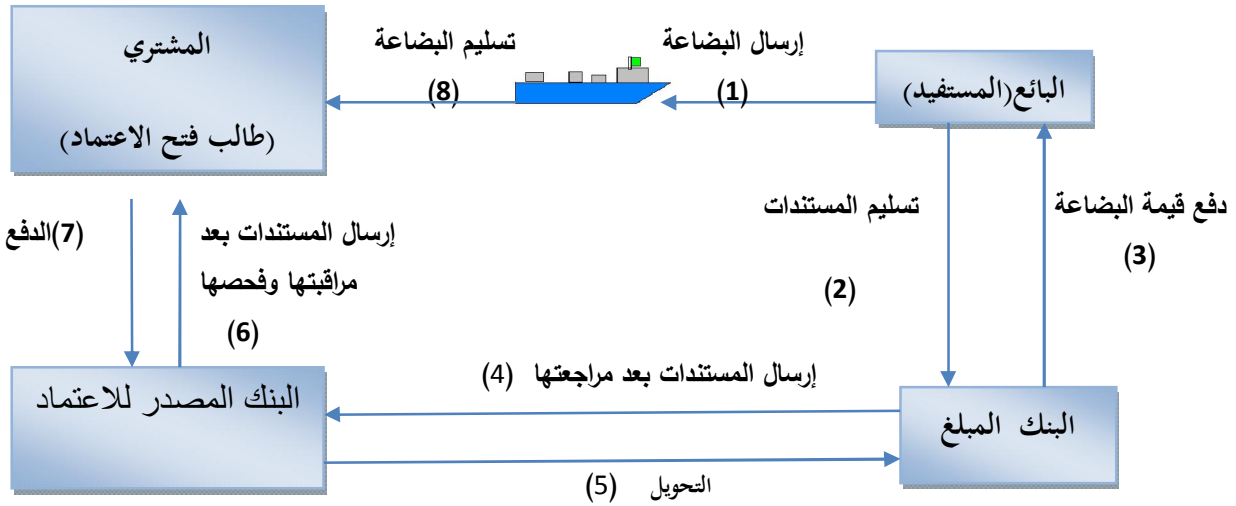 المشتري
(طالب فتح الاعتماد)
تسليم البضاعة
(8)
إرسال البضاعة
(1)
البائع(المستفيد)
دفع قيمة البضاعة
(3)
تسليم المستندات
(2)
إرسال المستندات بعد
مراقبتها وفحصها
(6)
(7)الدفع
إرسال المستندات بعد مراجعتها (4)
البنك المبلغ
البنك المصدر للاعتماد
التحويل (5)